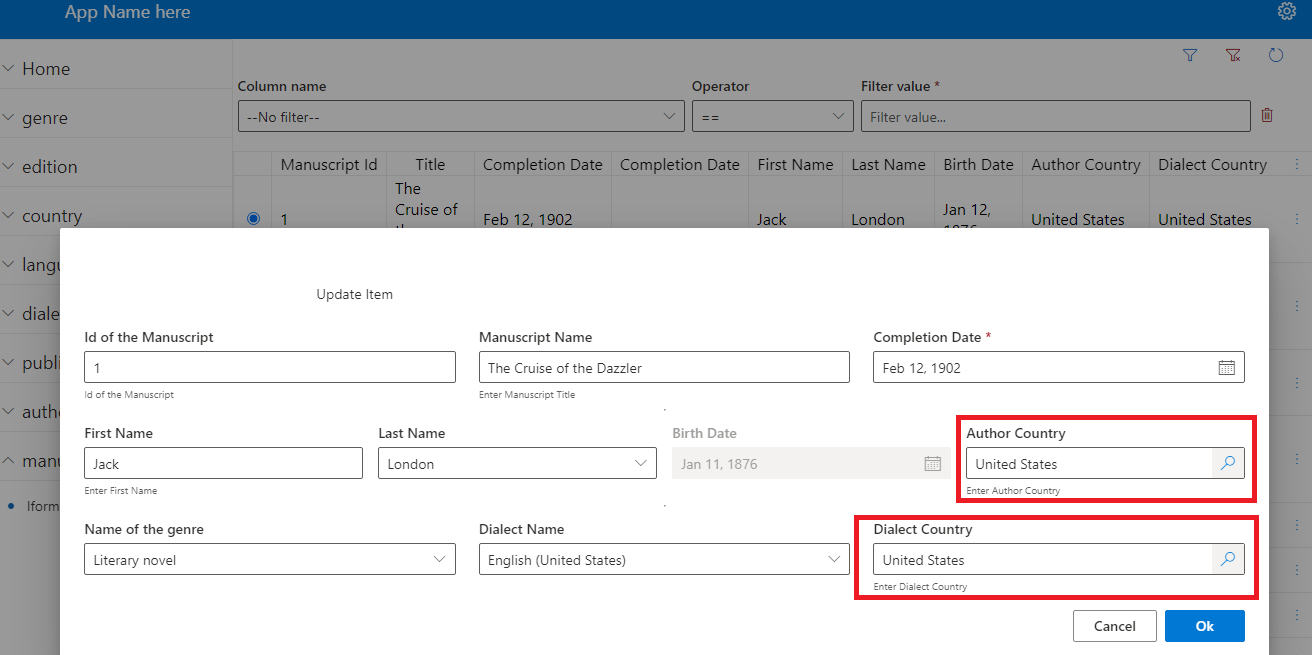 App Name here
Home
genre
edition
country
langu
diale
publi
autho
manu
Iform
Column name Operator Filter value *
--No filter-- == Filter value...
Manuscript Id Title Completion Date Completion Date First Name Last Name Birth Date Author Country Dialect Country
The
Cruise of
1 Feb 12, 1902 Jack London Jan 12, United States United States
Update Item
Id of the Manuscript Manuscript Name Completion Date *
1 The Cruise of the Dazzler Feb 12, 1902
Id of the Manuscript Enter Manuscript Title
First Name Last Name Birth Date Author Country
Jack London Jan 11, 1876 United States
Enter First Name Enter Author Country
Name of the genre Dialect Name Dialect Country
Literary novel English (United States) United States
Enter Dialect Country
Cancel Ok